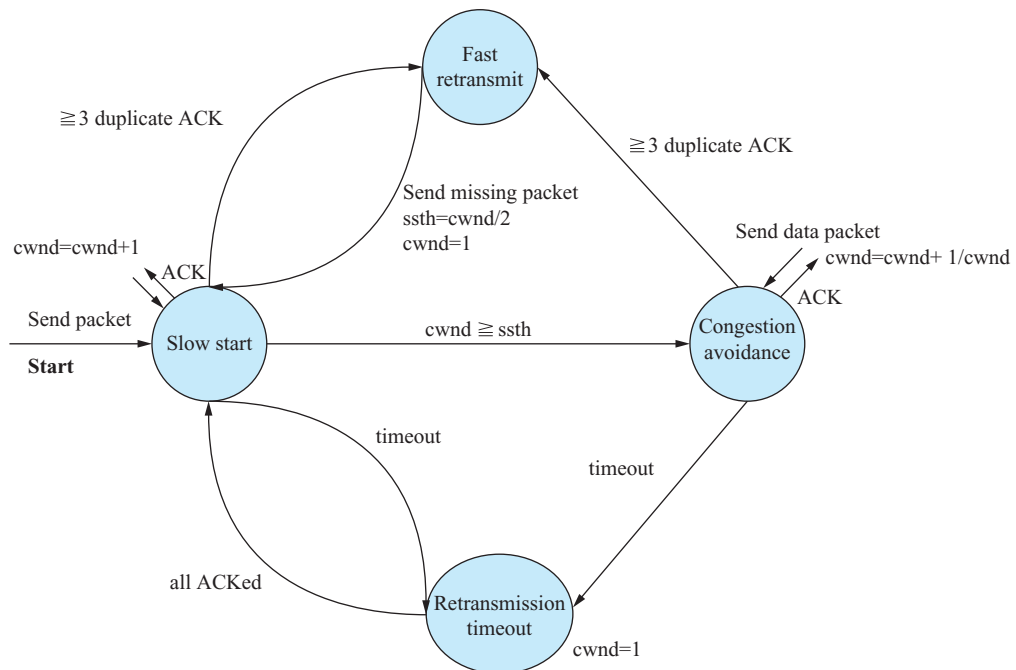 Fast
retransmit
≧3 duplicate ACK
≧3 duplicate ACK
Send missing packet
ssth=cwnd/2
cwnd=1
Send data packet
cwnd=cwnd+ 1/cwnd
ACK
cwnd=cwnd+1
ACK
Send packet
Start
Slow start
cwnd ≧ ssth
Congestion
avoidance
timeout
timeout
all ACKed
Retransmission
timeout
cwnd=1